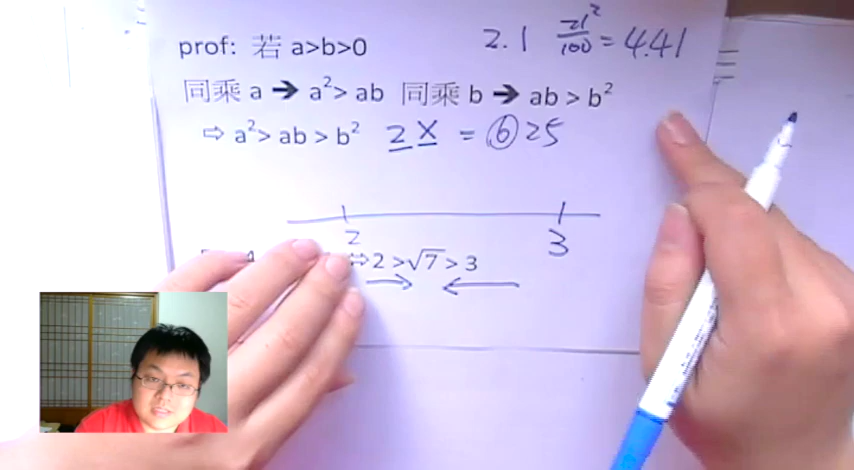 prof: 若 a>b>0
2.1 21²/100 = 4.41
同乘 a ➔ a²> ab 同乘 b ➔ ab > b²
⇨ a²> ab > b² 2X = 625
2 3
⇔ 2 >√7 > 3